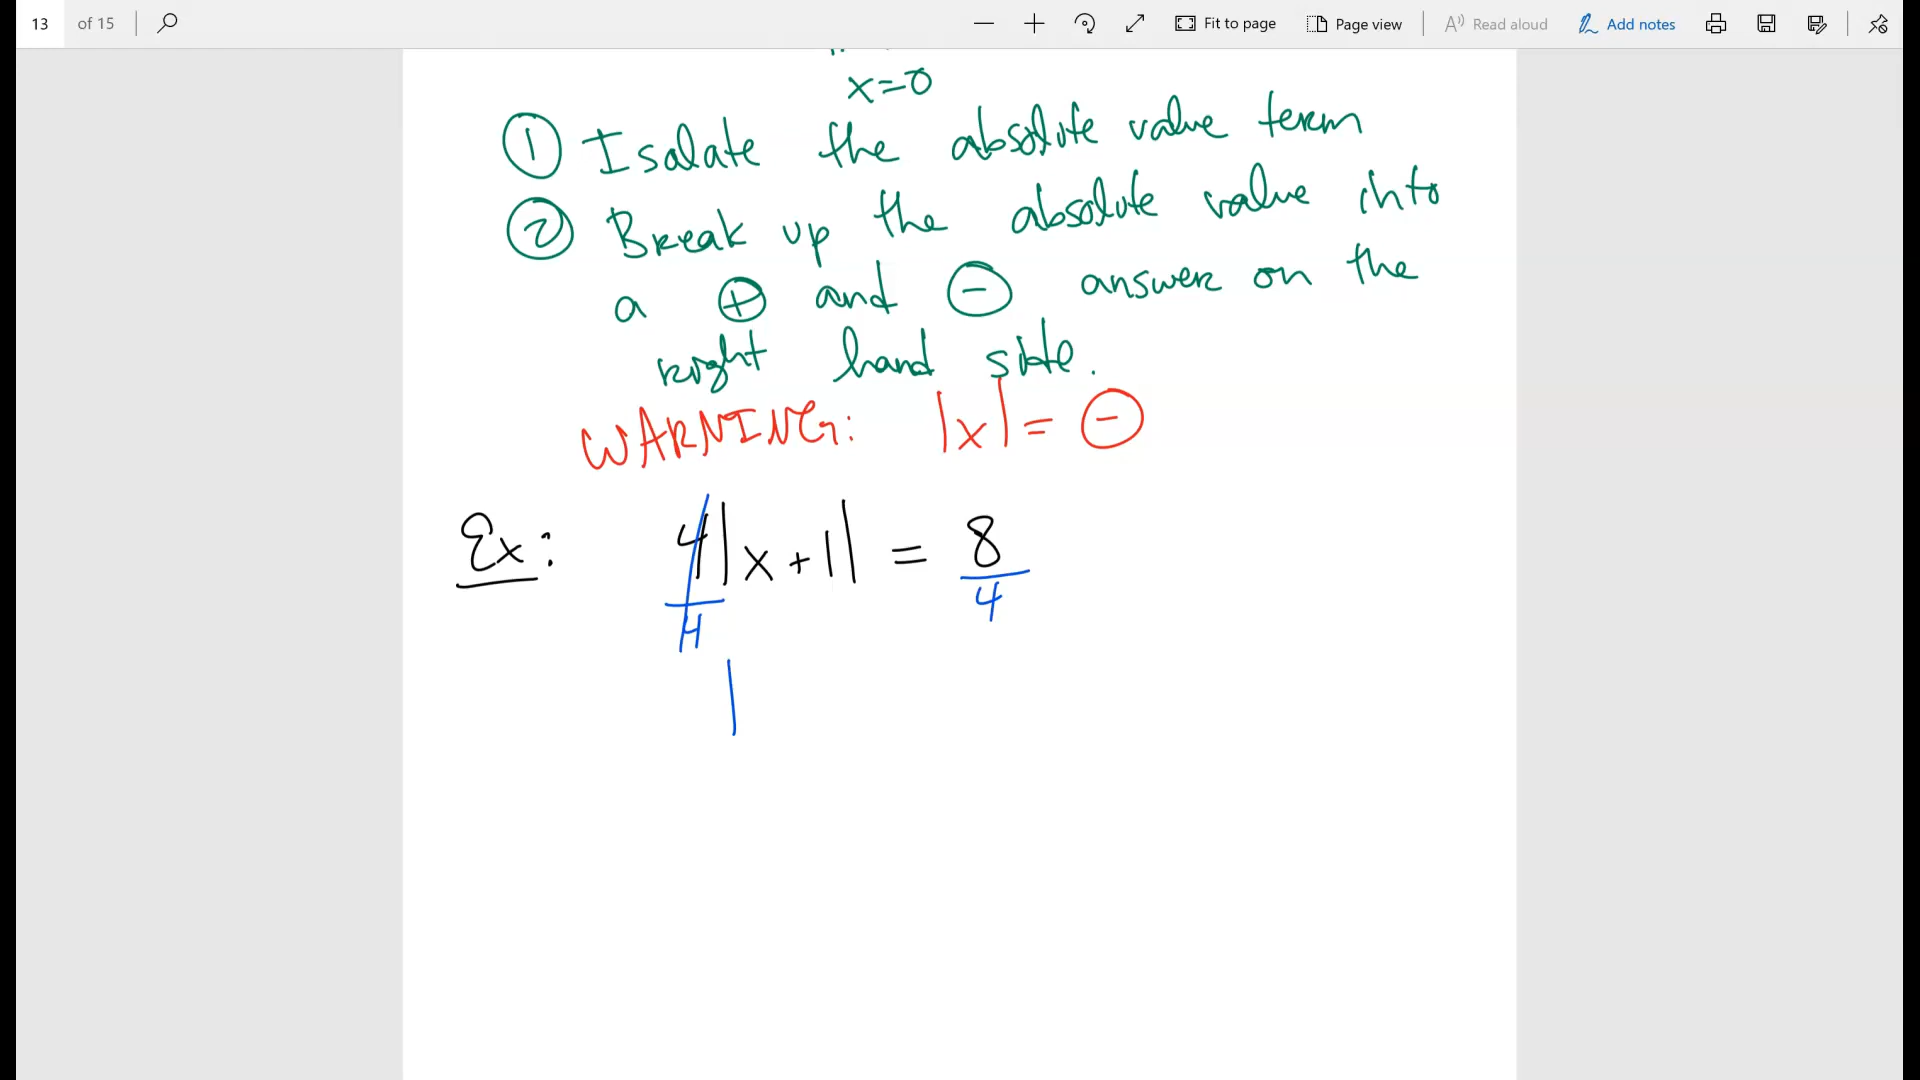 13 of 15 Fit to page Page view Read aloud Add notes
x=0
① Isolate the absolute value term
② Break up the absolute value into
a ⊕ and ⊖ answer on the
right hand side.
WARNING: |x| = ⊖
Ex: 4|x+1| = 8
4 4
|